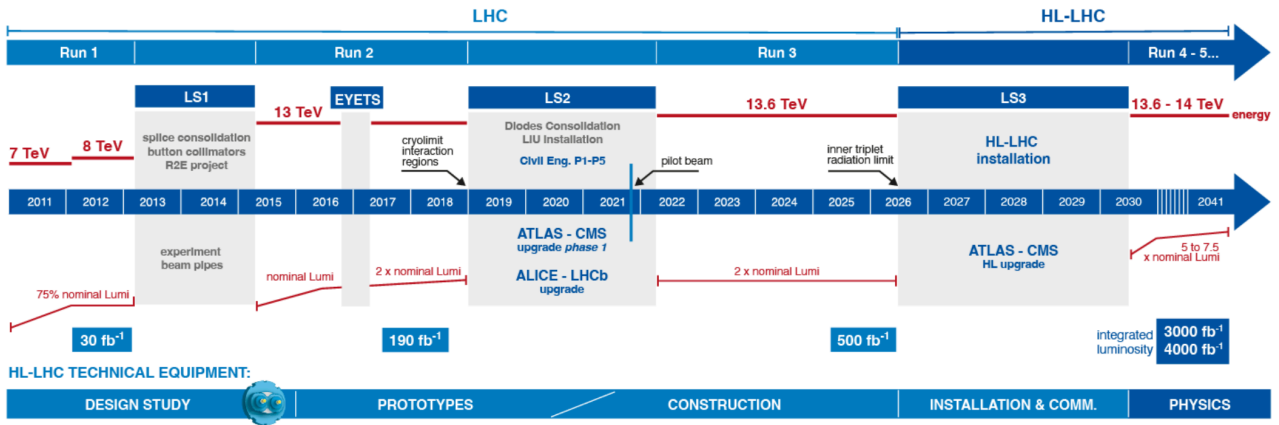 LHC
HL-LHC
Run 1
Run 2
Run 3
Run 4 - 5...
LS1
EYETS
LS2
LS3
13 TeV
13.6 TeV
13.6 - 14 TeV
energy
7 TeV
8 TeV
splice consolidation
button collimators
R2E project
cryolimit
interaction
regions
Diodes Consolidation
LIU Installation
Civil Eng. P1-P5
pilot beam
inner triplet
radiation limit
HL-LHC
installation
2011
2012
2013
2014
2015
2016
2017
2018
2019
2020
2021
2022
2023
2024
2025
2026
2027
2028
2029
2030
2041
experiment
beam pipes
75% nominal Lumi
nominal Lumi
2 x nominal Lumi
ATLAS - CMS
upgrade phase 1
ALICE - LHCb
upgrade
2 x nominal Lumi
ATLAS - CMS
HL upgrade
5 to 7.5
x nominal Lumi
30 fb⁻¹
190 fb⁻¹
500 fb⁻¹
integrated
luminosity
3000 fb⁻¹
4000 fb⁻¹
HL-LHC TECHNICAL EQUIPMENT:
DESIGN STUDY
PROTOTYPES
CONSTRUCTION
INSTALLATION & COMM.
PHYSICS